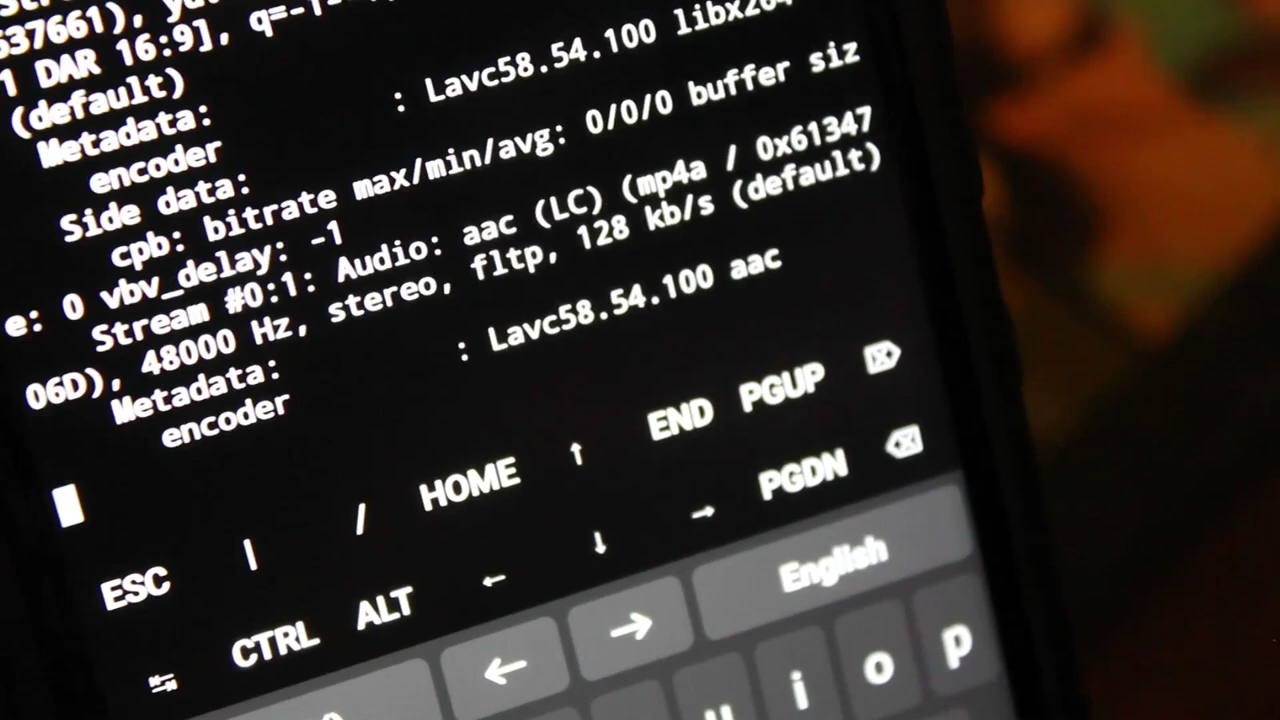 537661), yu
1 DAR 16:9], q=-1--
(default)
Metadata:
encoder : Lavc58.54.100 libx264
Side data:
cpb: bitrate max/min/avg: 0/0/0 buffer siz
e: 0 vbv_delay: -1
Stream #0:1: Audio: aac (LC) (mp4a / 0x61347
06D), 48000 Hz, stereo, fltp, 128 kb/s (default)
Metadata:
encoder : Lavc58.54.100 aac
ESC | / HOME ↑ END PGUP
CTRL ALT ← ↓ → PGDN
← → English
u i o p